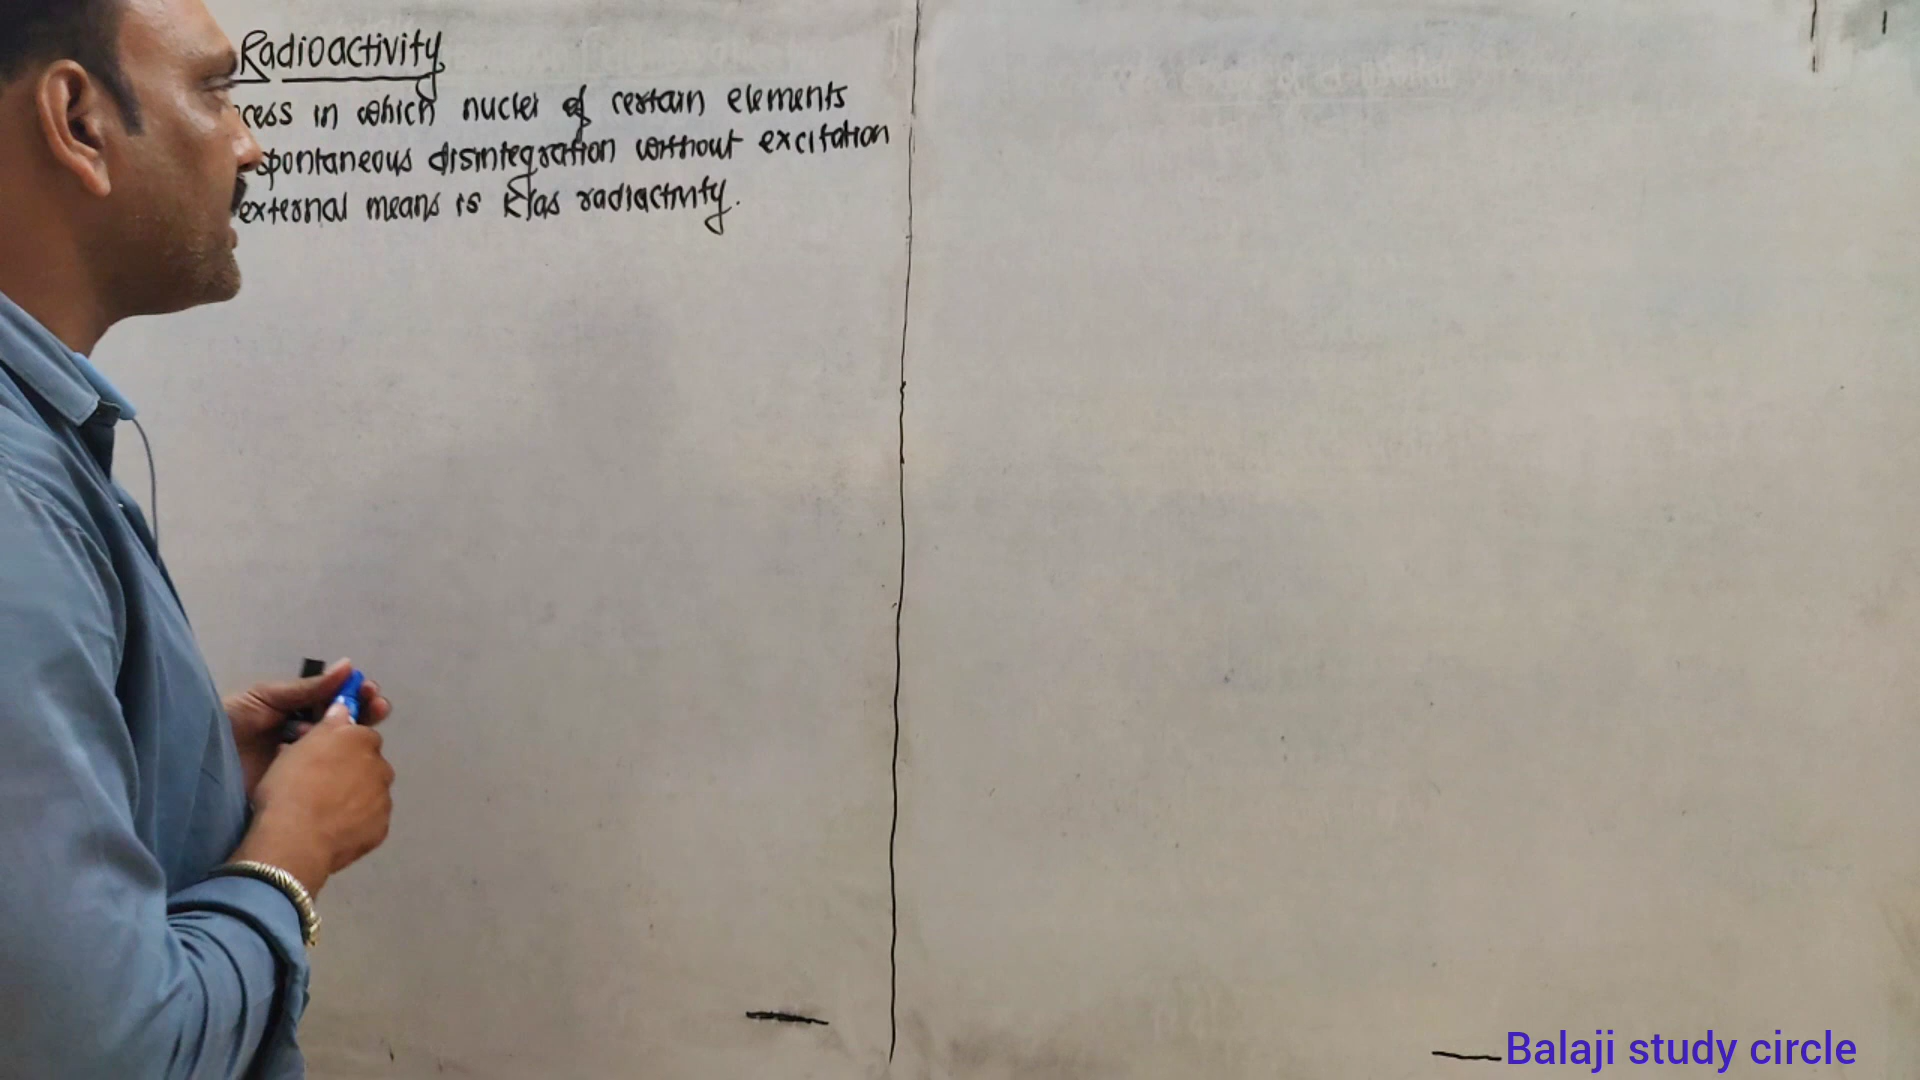 Radioactivity
cess in which nuclei of certain elements
spontaneous disintegration without excitation
external means is k/as radiactivity.
Balaji study circle